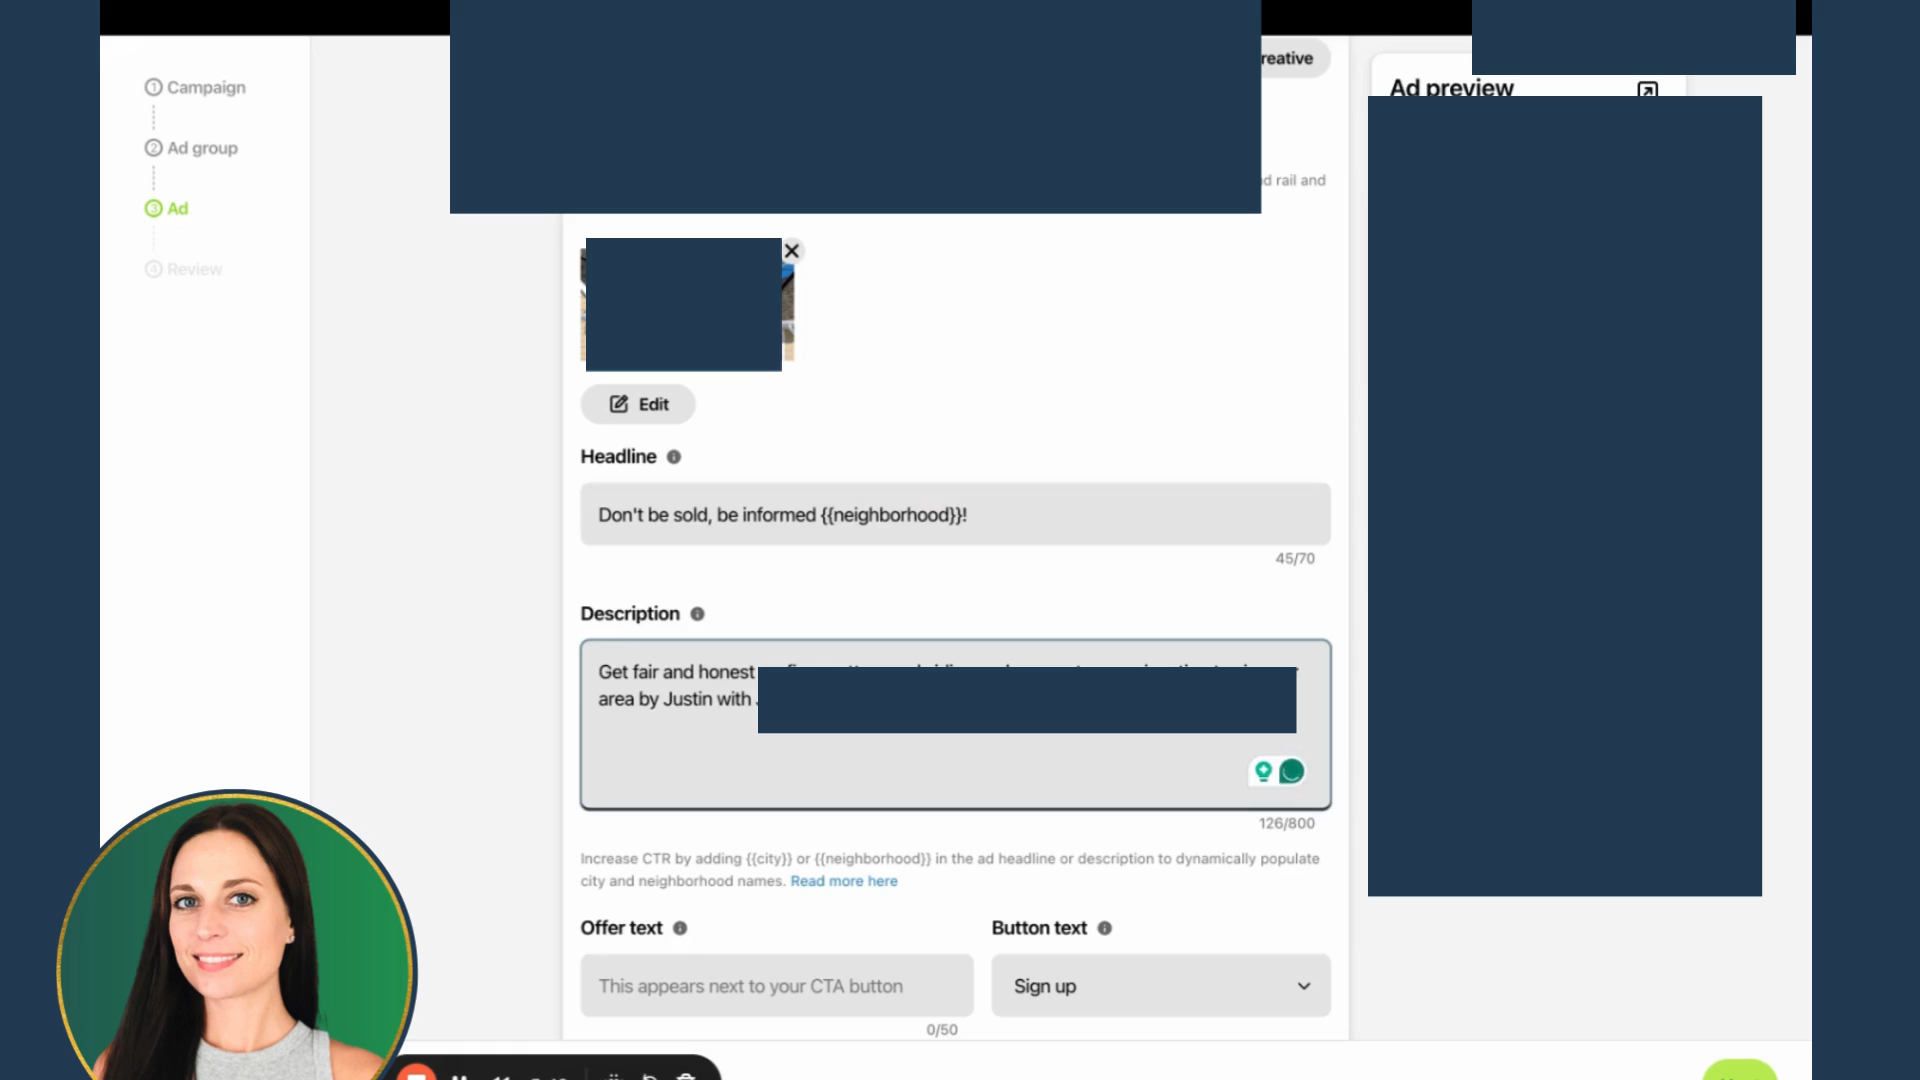 Campaign
Ad group
Ad
Review
reative
Ad preview
d rail and
Edit
Headline
Don't be sold, be informed {{neighborhood}}!
45/70
Description
Get fair and honest
area by Justin with
126/800
Increase CTR by adding {{city}} or {{neighborhood}} in the ad headline or description to dynamically populate
city and neighborhood names. Read more here
Offer text
Button text
This appears next to your CTA button
Sign up
0/50